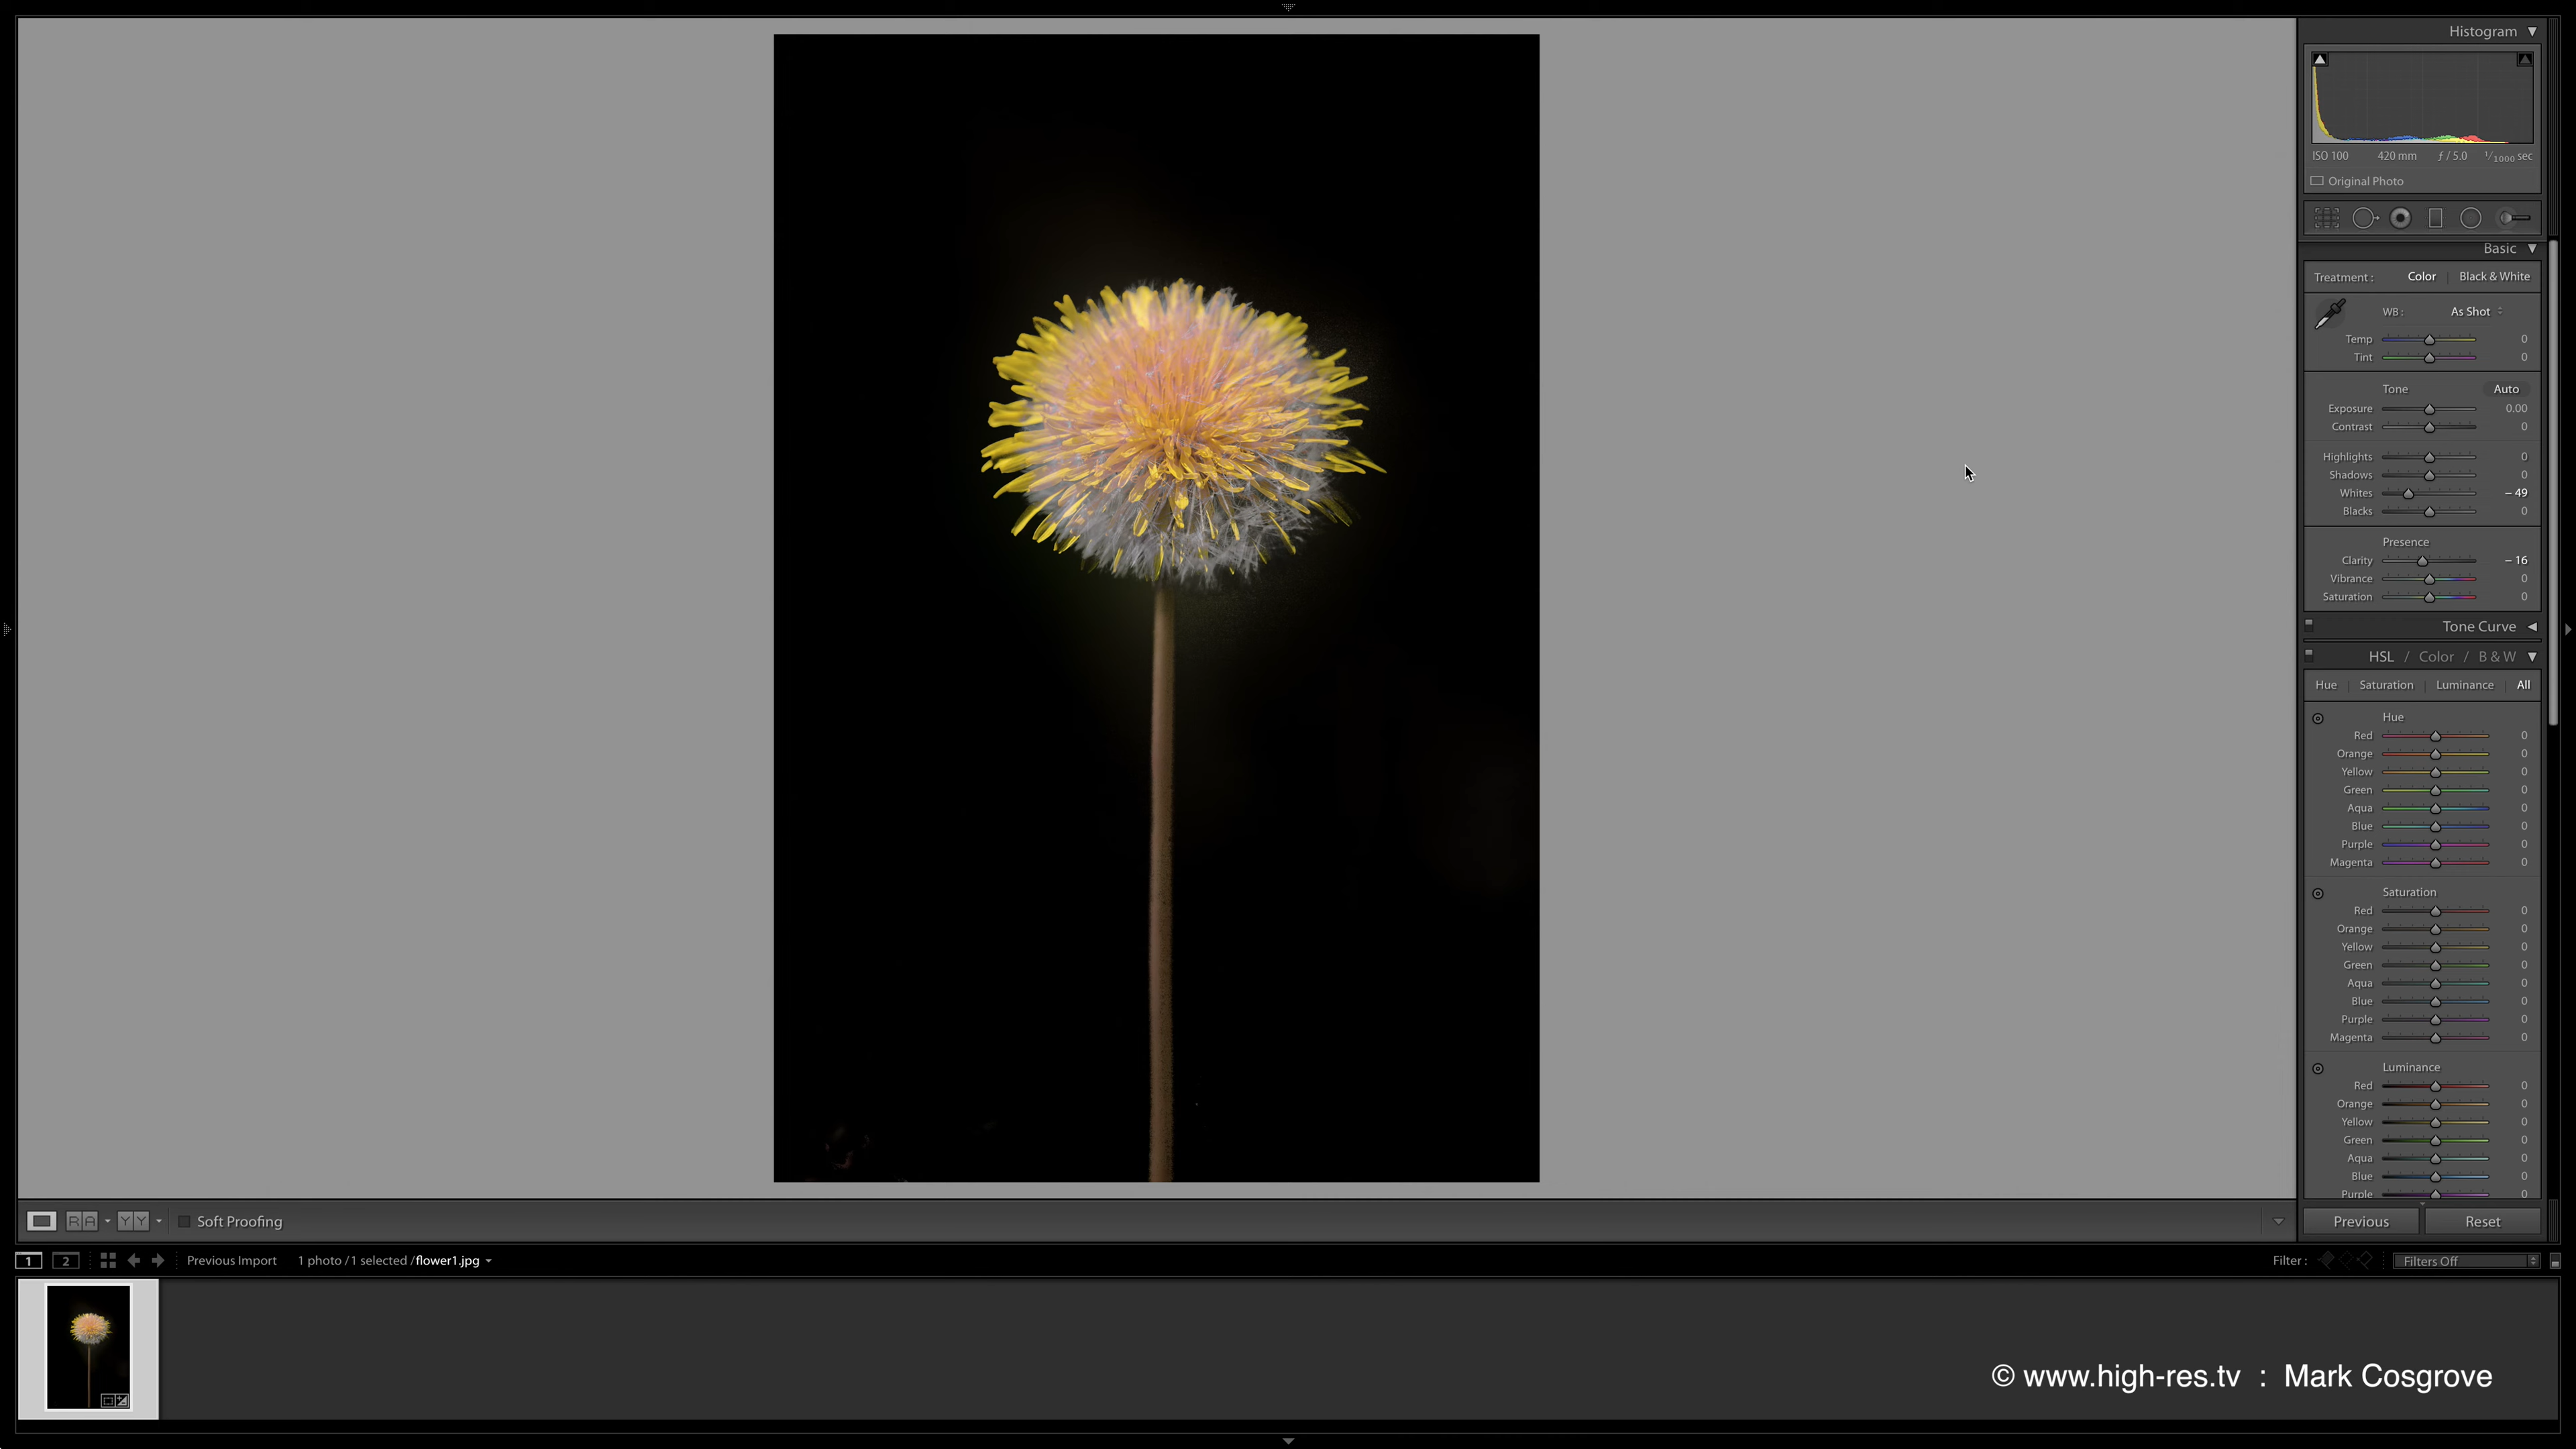 Histogram
ISO 100 420 mm ƒ / 5.0 1/1000 sec
Original Photo
Basic
Treatment : Color Black & White
WB : As Shot
Temp 0
Tint 0
Tone Auto
Exposure 0.00
Contrast 0
Highlights 0
Shadows 0
Whites – 49
Blacks 0
Presence
Clarity – 16
Vibrance 0
Saturation 0
Tone Curve
HSL / Color / B & W
Hue Saturation Luminance All
Hue
Red 0
Orange 0
Yellow 0
Green 0
Aqua 0
Blue 0
Purple 0
Magenta 0
Saturation
Red 0
Orange 0
Yellow 0
Green 0
Aqua 0
Blue 0
Purple 0
Magenta 0
Luminance
Red 0
Orange 0
Yellow 0
Green 0
Aqua 0
Blue 0
Purple 0
R A Y Y Soft Proofing Previous Reset
1 2 Previous Import 1 photo / 1 selected / flower1.jpg Filter : Filters Off
© www.high-res.tv : Mark Cosgrove